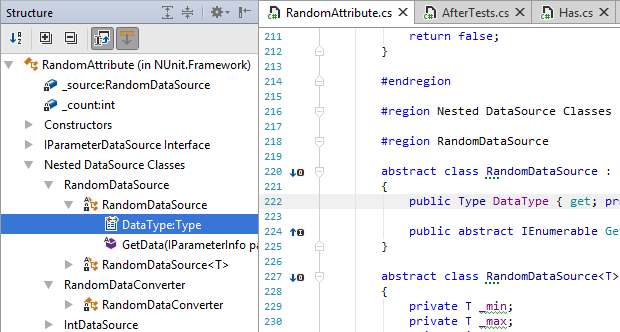 Structure
RandomAttribute (in NUnit.Framework)
_source:RandomDataSource
_count:int
Constructors
IParameterDataSource Interface
Nested DataSource Classes
RandomDataSource
RandomDataSource
DataType:Type
GetData(IParameterInfo pa
RandomDataSource<T>
RandomDataConverter
RandomDataConverter
IntDataSource
RandomAttribute.cs AfterTests.cs Has.cs
211 return false;
212 }
213
214 #endregion
215
216 #region Nested DataSource Classes
217
218 #region RandomDataSource
219
220 abstract class RandomDataSource :
221 {
222 public Type DataType { get; pr
223
224 public abstract IEnumerable Ge
225 }
226
227 abstract class RandomDataSource<T>
228 {
229 private T _min;
230 private T _max;